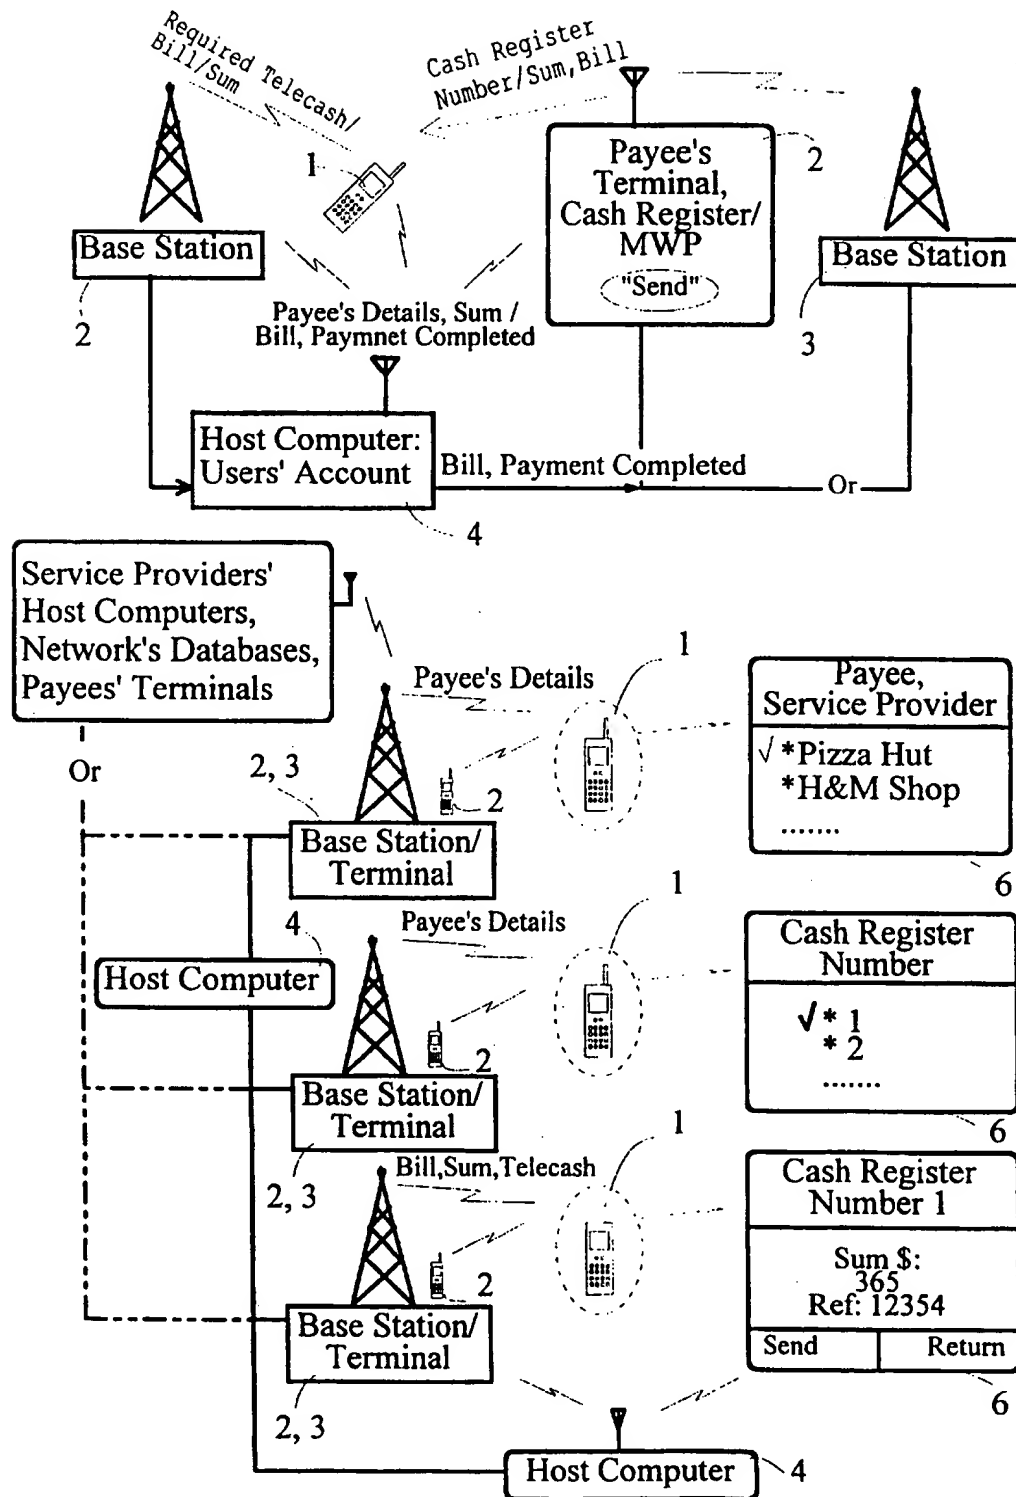 Required Telecash/
Bill/Sum
Cash Register
Number/Sum,Bill
1
Payee's
Terminal,
Cash Register/
MWP
"Send"
2
Base Station
2
Base Station
3
Payee's Details, Sum /
Bill, Paymnet Completed
Host Computer:
Users' Account
Bill, Payment Completed
Or
4
Service Providers'
Host Computers,
Network's Databases,
Payees' Terminals
Or
Payee's Details
1
2, 3
2
Base Station/
Terminal
Payee,
Service Provider
√ *Pizza Hut
*H&M Shop
.......
6
4
Host Computer
Payee's Details
1
2
Base Station/
Terminal
2, 3
Cash Register
Number
√ * 1
* 2
.......
6
Bill,Sum,Telecash
1
2
Base Station/
Terminal
2, 3
Cash Register
Number 1
Sum $:
365
Ref: 12354
Send Return
6
Host Computer
4